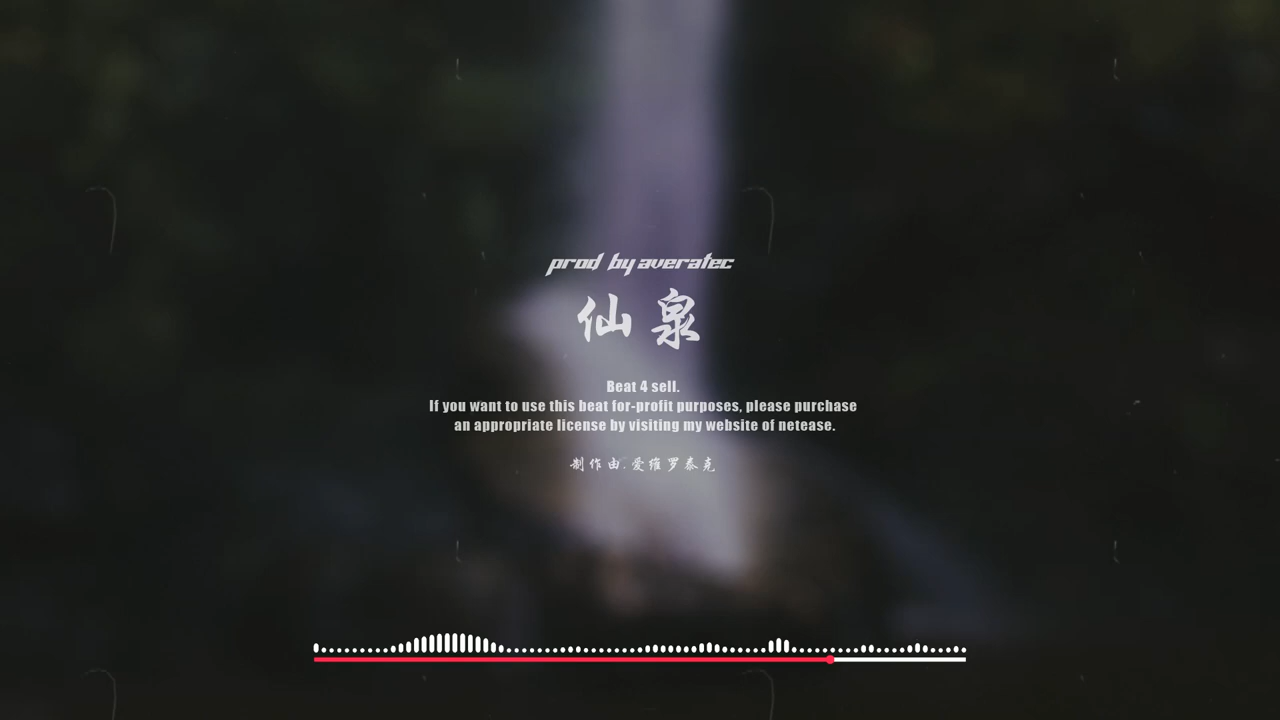 prod by averatec
仙泉
Beat 4 sell.
If you want to use this beat for-profit purposes, please purchase
an appropriate license by visiting my website of netease.
制作由.爱维罗泰克